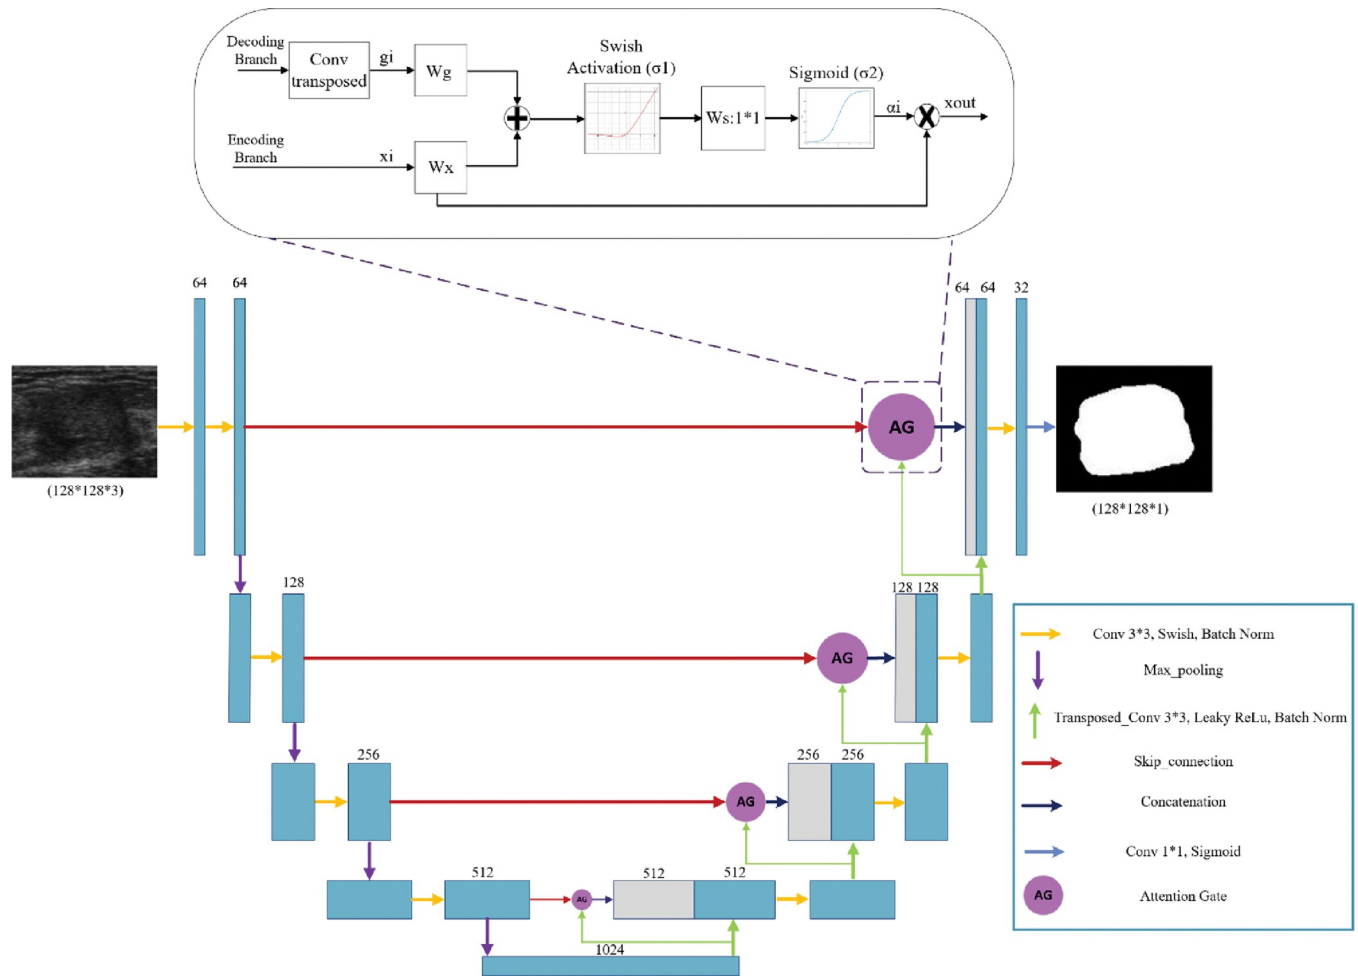 Decoding
Branch
Conv
transposed
gi
Wg
Swish
Activation (σ1)
Ws:1*1
Sigmoid (σ2)
αi
xout
Encoding
Branch
xi
Wx
64
64
64
64
32
AG
(128*128*3)
(128*128*1)
128
128
128
AG
256
256
256
AG
512
512
512
AG
1024
Conv 3*3, Swish, Batch Norm
Max_pooling
Transposed_Conv 3*3, Leaky ReLu, Batch Norm
Skip_connection
Concatenation
Conv 1*1, Sigmoid
AG
Attention Gate